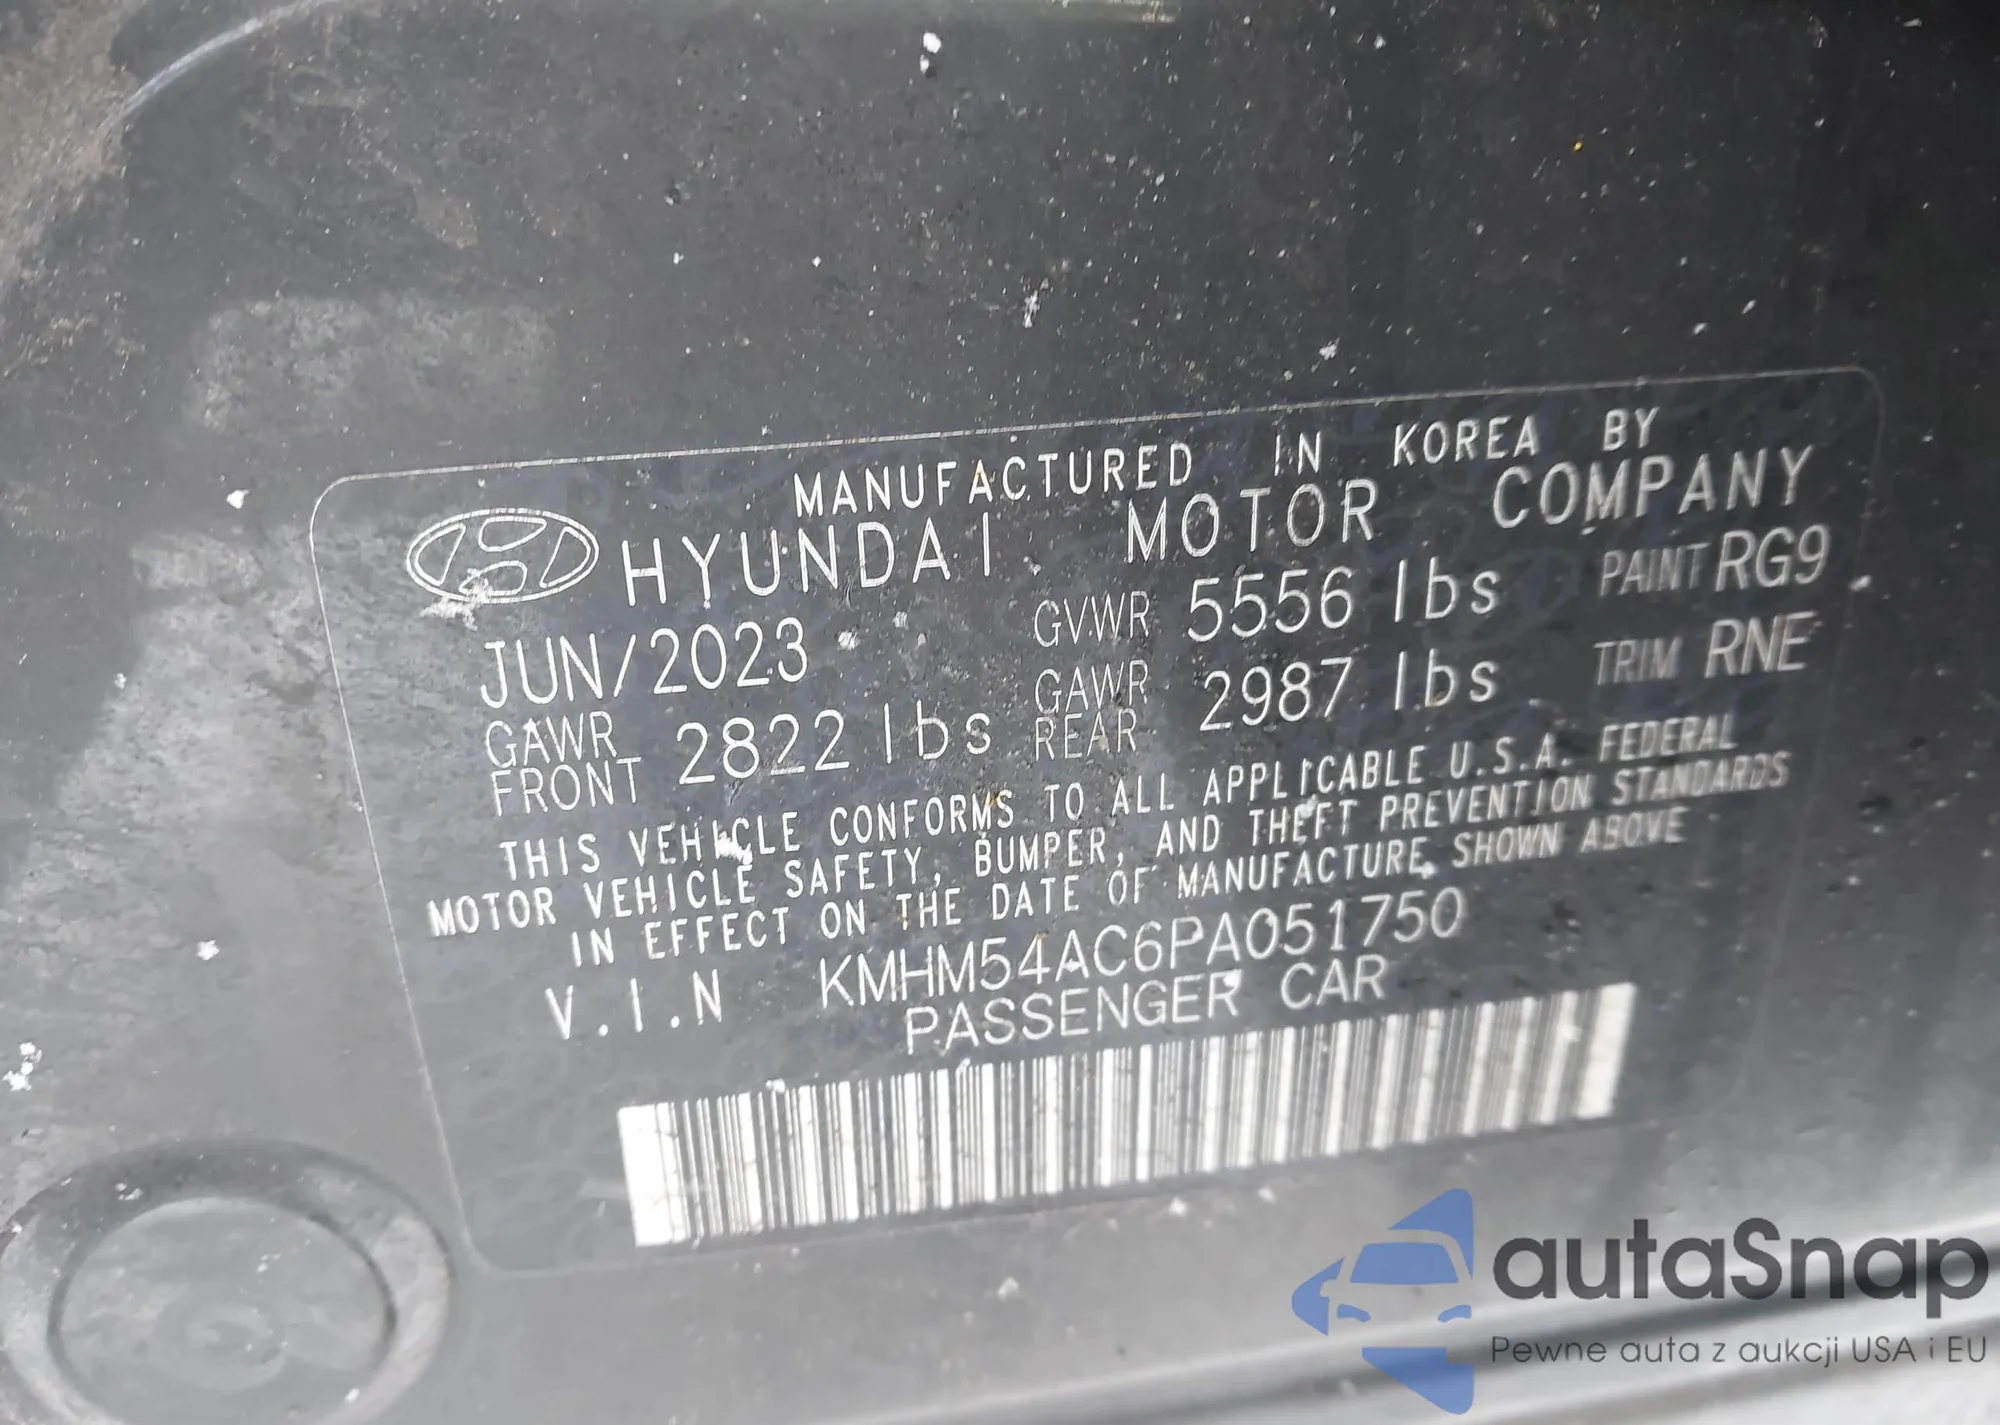 MANUFACTURED IN KOREA BY
HYUNDAI MOTOR COMPANY
JUN/2023 GVWR 5556 lbs PAINT RG9
GAWR FRONT 2822 lbs GAWR REAR 2987 lbs TRIM RNE
THIS VEHICLE CONFORMS TO ALL APPLICABLE U.S.A. FEDERAL
MOTOR VEHICLE SAFETY, BUMPER, AND THEFT PREVENTION STANDARDS
IN EFFECT ON THE DATE OF MANUFACTURE SHOWN ABOVE
V.I.N KMHM54AC6PA051750
PASSENGER CAR
autaSnap
Pewne auta z aukcji USA i EU